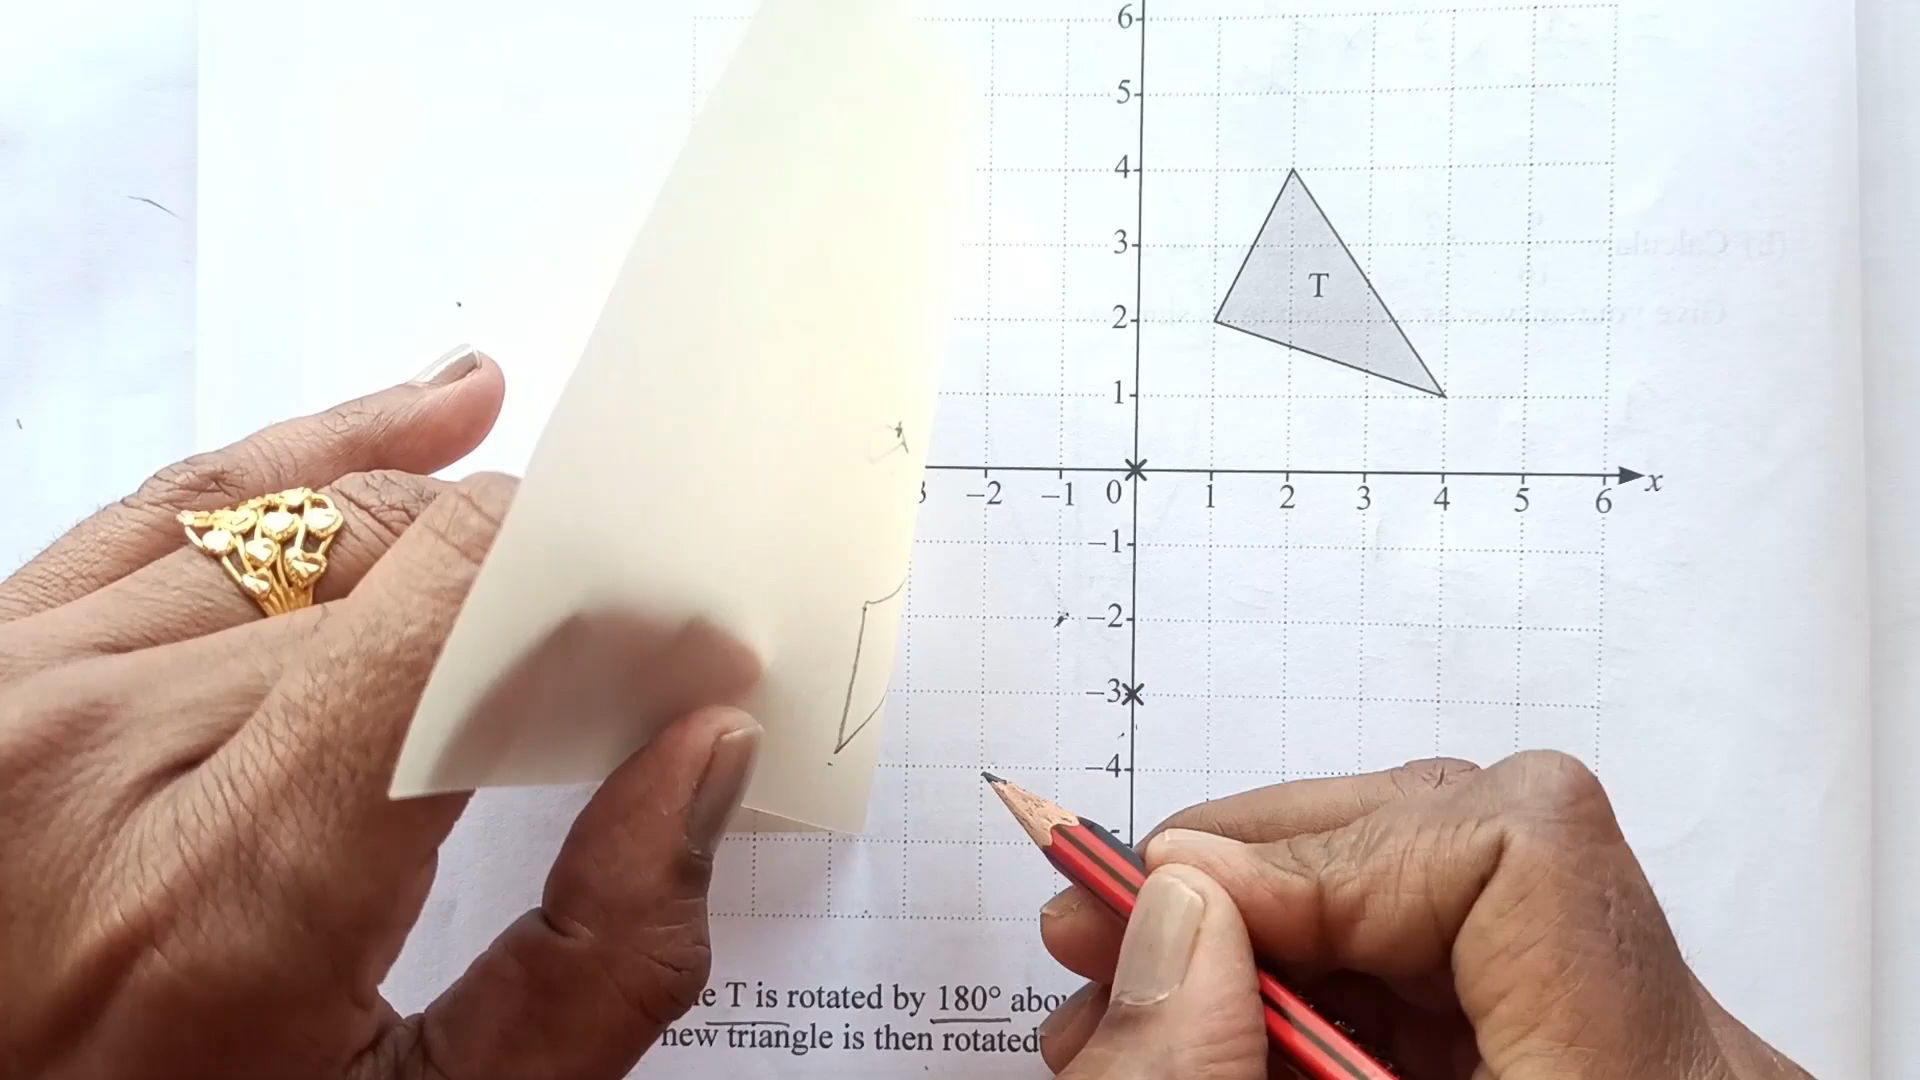 6
5
4
3
2
1
T
-2 -1 0 1 2 3 4 5 6 x
-1
-2
-3
-4
T is rotated by 180°
new triangle is then rotated